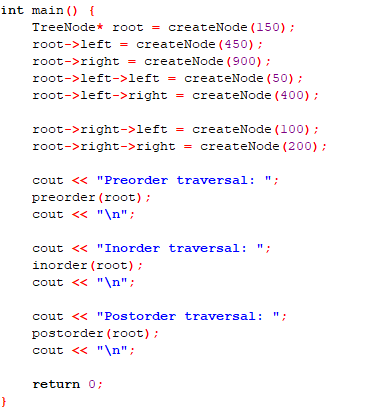 int main() {
    TreeNode* root = createNode(150);
    root->left = createNode(450);
    root->right = createNode(900);
    root->left->left = createNode(50);
    root->left->right = createNode(400);

    root->right->left = createNode(100);
    root->right->right = createNode(200);

    cout << "Preorder traversal: ";
    preorder(root);
    cout << "\n";

    cout << "Inorder traversal: ";
    inorder(root);
    cout << "\n";

    cout << "Postorder traversal: ";
    postorder(root);
    cout << "\n";

    return 0;
}